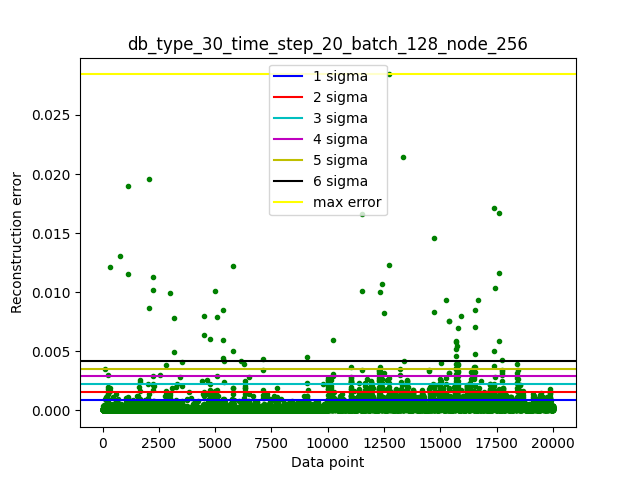 db_type_30_time_step_20_batch_128_node_256
Reconstruction error
0.025
0.020
0.015
0.010
0.005
0.000
1 sigma
2 sigma
3 sigma
4 sigma
5 sigma
6 sigma
max error
0 2500 5000 7500 10000 12500 15000 17500 20000
Data point